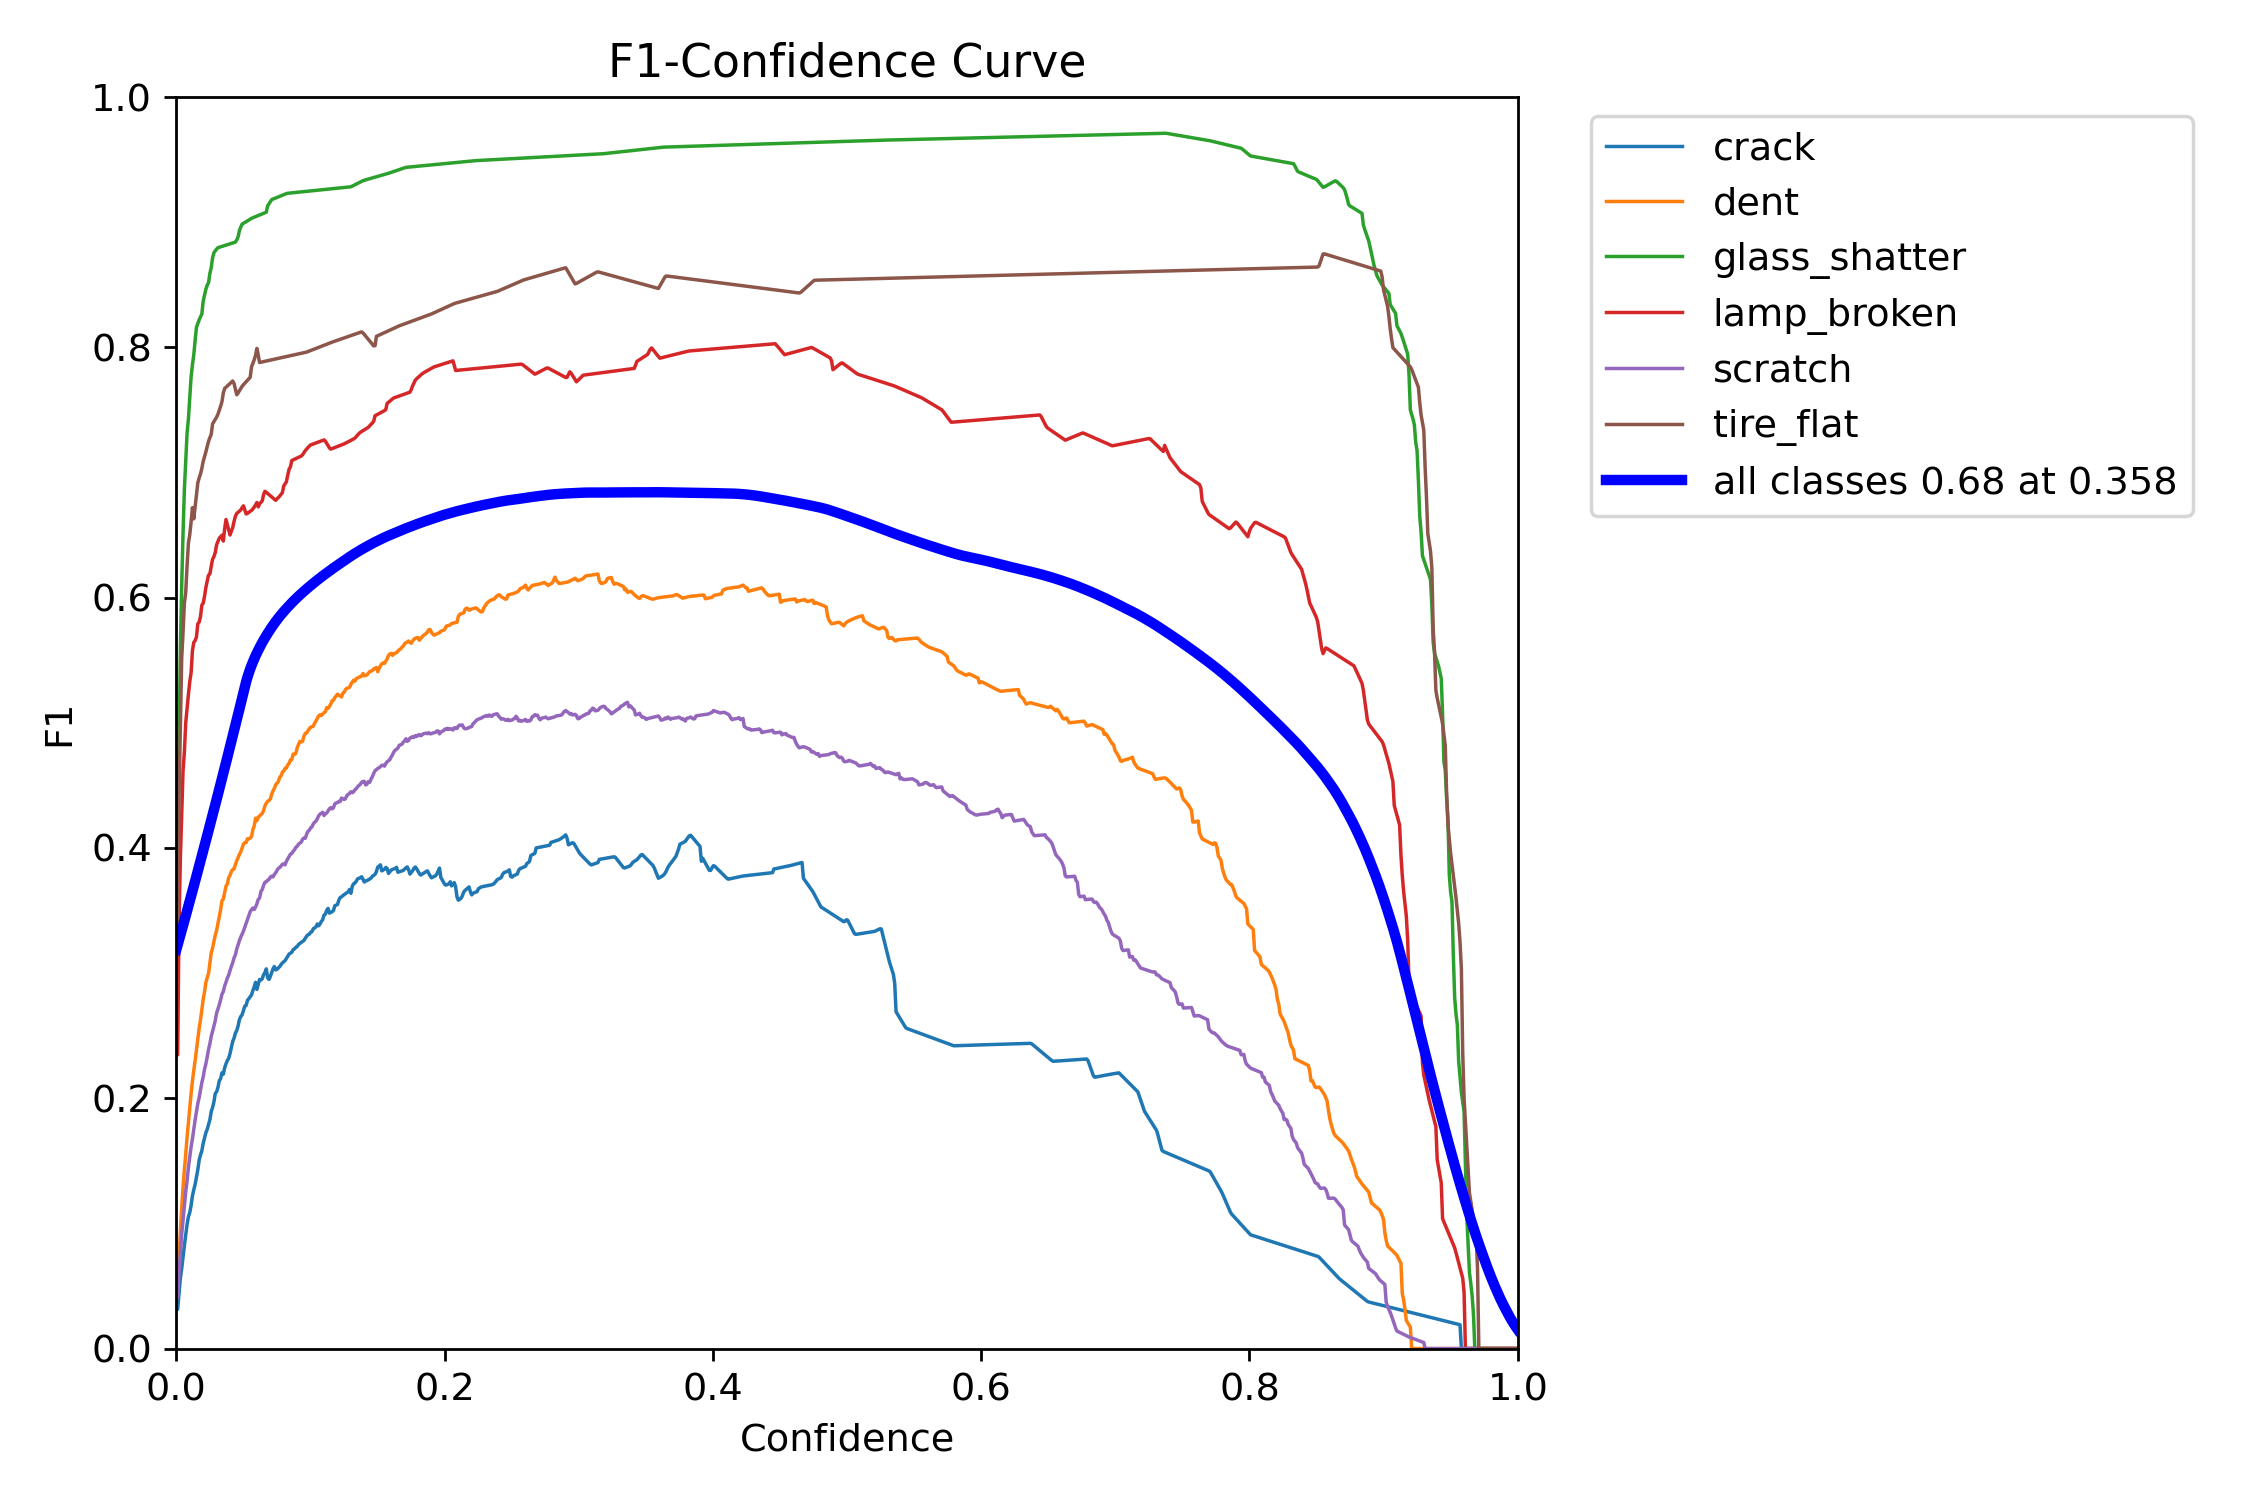 F1-Confidence Curve
1.0
0.8
0.6
0.4
0.2
0.0
F1
0.0 0.2 0.4 0.6 0.8 1.0
Confidence
crack
dent
glass_shatter
lamp_broken
scratch
tire_flat
all classes 0.68 at 0.358